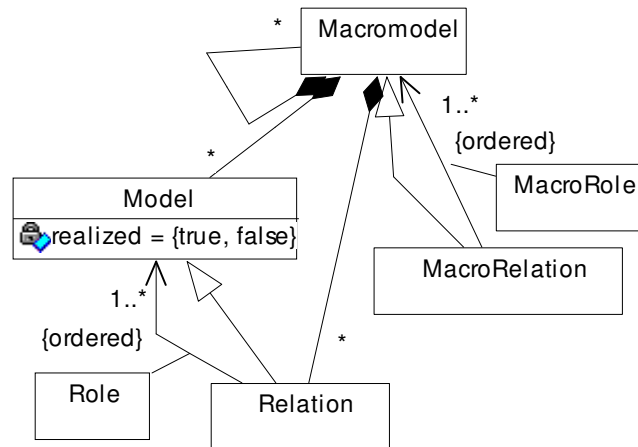 *
Macromodel
1..*
{ordered}
*
MacroRole
Model
realized = {true, false}
MacroRelation
1..*
{ordered}
*
Role
Relation